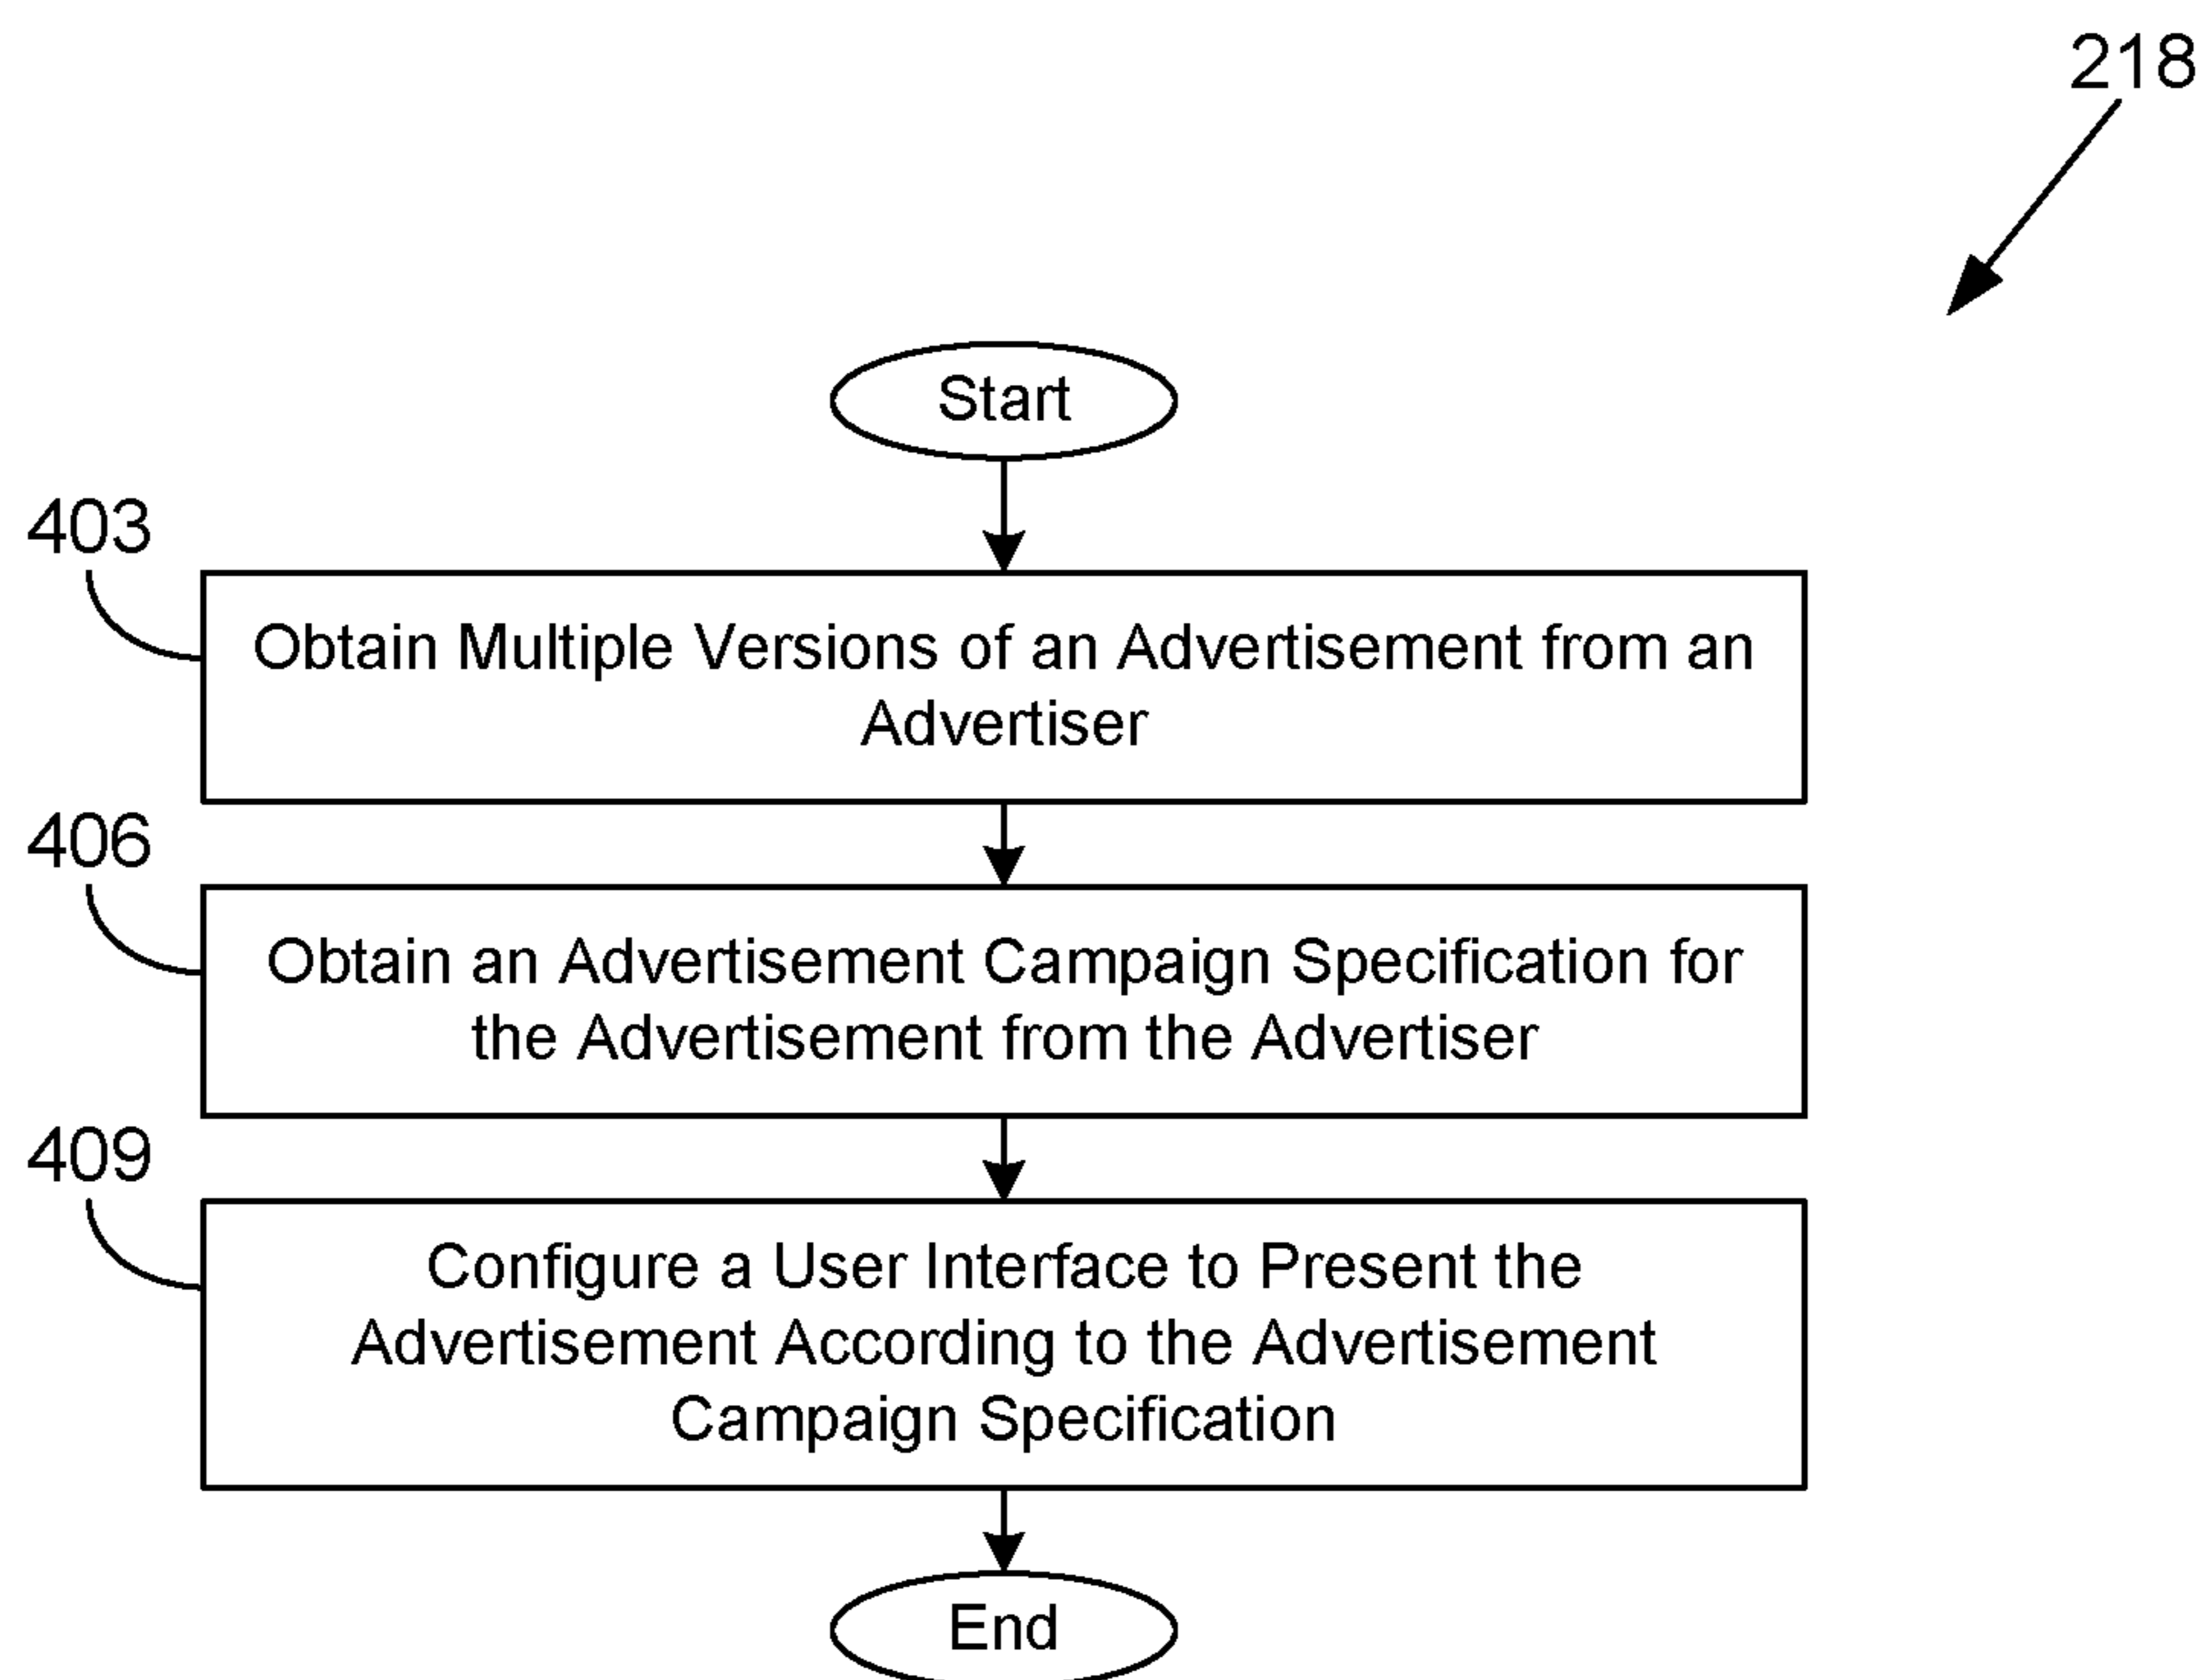 218
Start
403
Obtain Multiple Versions of an Advertisement from an
Advertiser
406
Obtain an Advertisement Campaign Specification for
the Advertisement from the Advertiser
409
Configure a User Interface to Present the
Advertisement According to the Advertisement
Campaign Specification
End